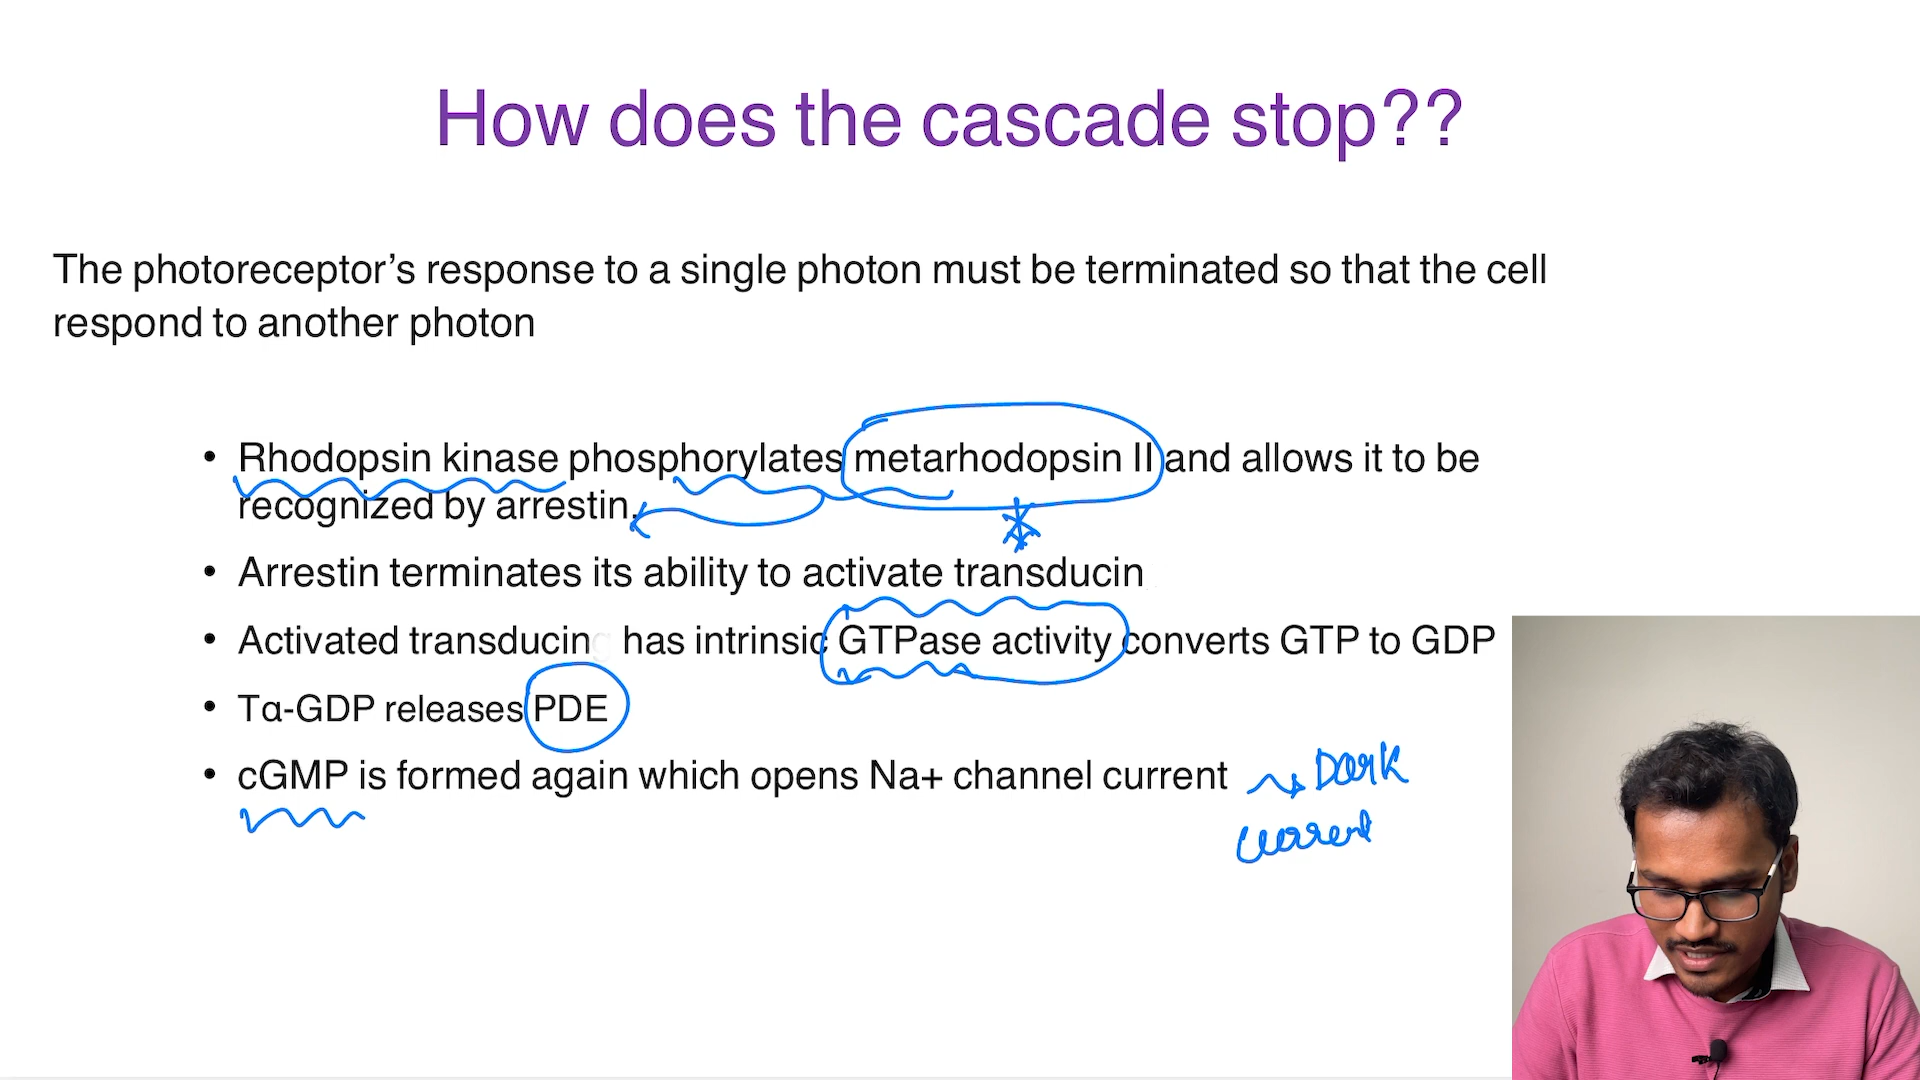 How does the cascade stop??
The photoreceptor's response to a single photon must be terminated so that the cell
respond to another photon
• Rhodopsin kinase phosphorylates metarhodopsin II and allows it to be
recognized by arrestin.
• Arrestin terminates its ability to activate transducin
• Activated transducin has intrinsic GTPase activity converts GTP to GDP
• Tα-GDP releases PDE
• cGMP is formed again which opens Na+ channel current
Dark
current